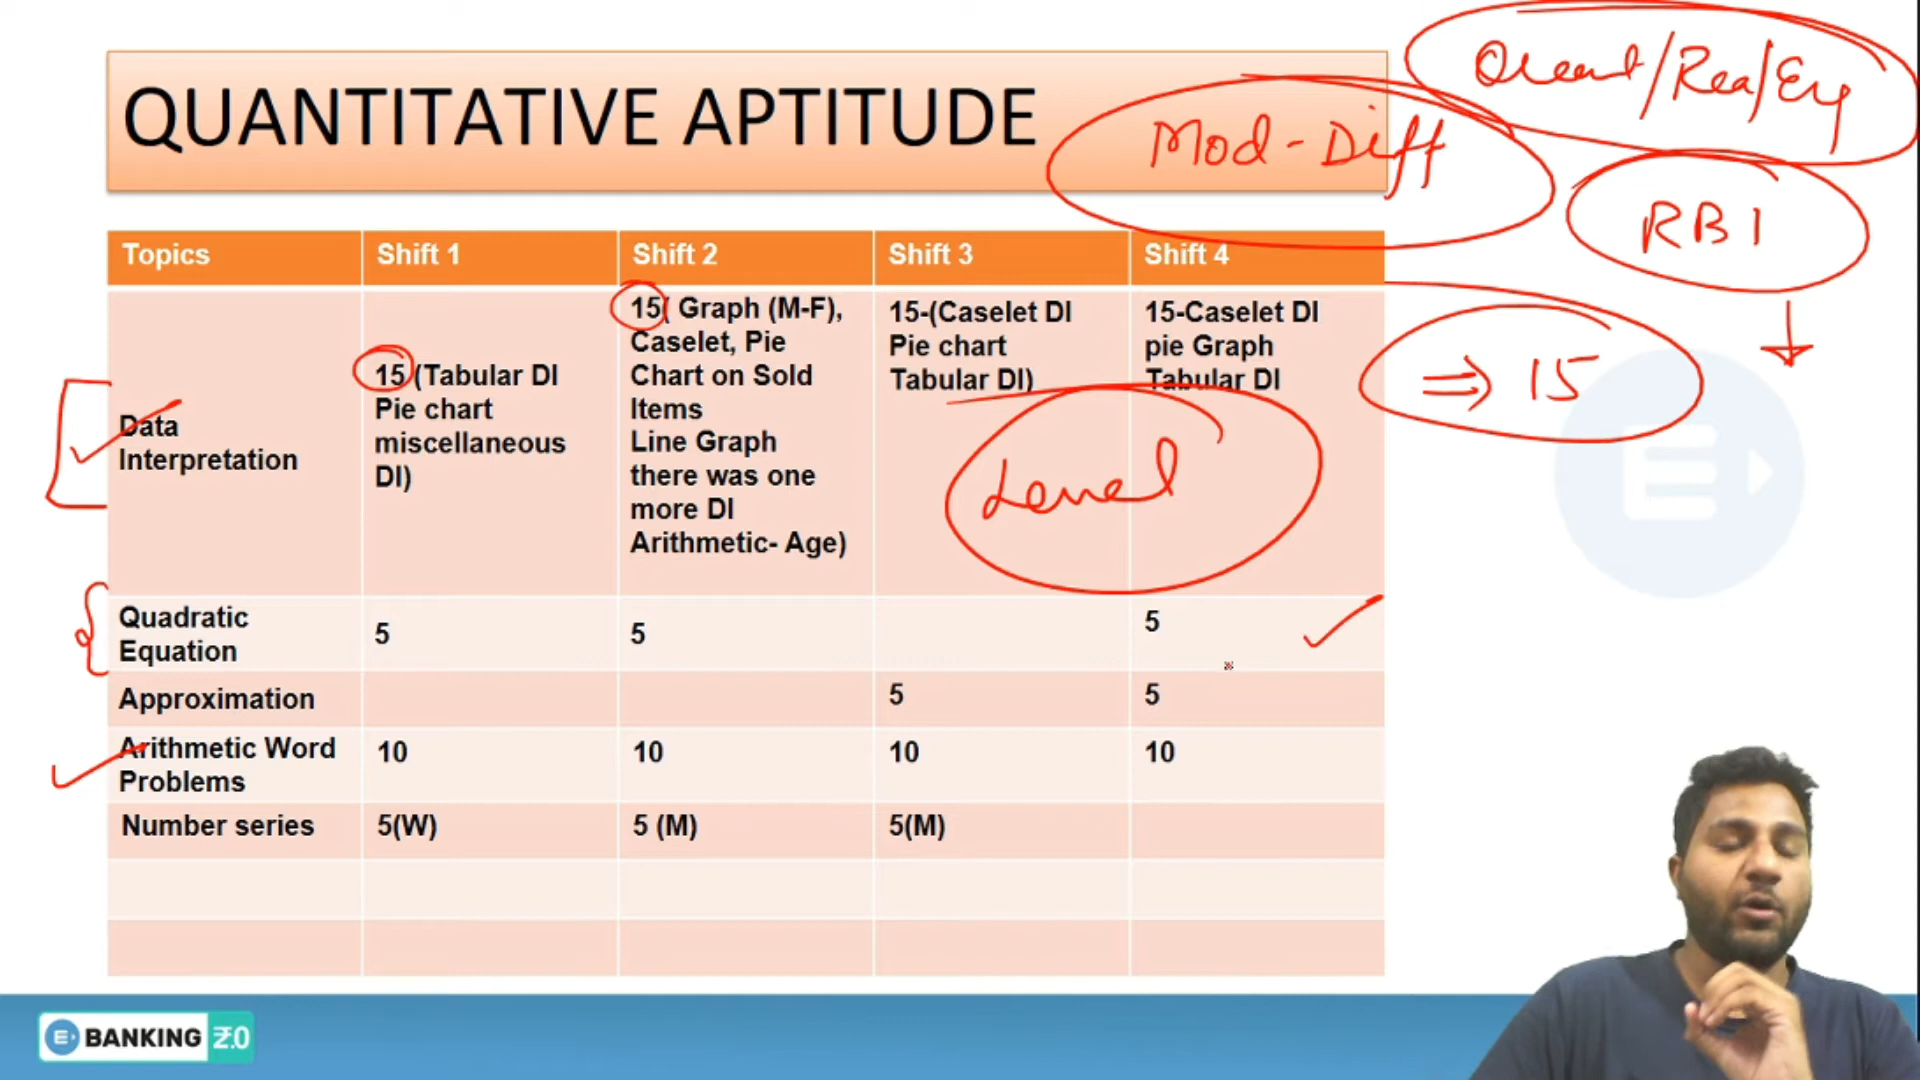 QUANTITATIVE APTITUDE
Mod-Diff
Quant/Rea/Eng
RBI
Topics
Shift 1
Shift 2
Shift 3
Shift 4
Data
Interpretation
15 (Tabular DI
Pie chart
miscellaneous
DI)
15( Graph (M-F),
Caselet, Pie
Chart on Sold
Items
Line Graph
there was one
more DI
Arithmetic- Age)
15-(Caselet DI
Pie chart
Tabular DI)
15-Caselet DI
pie Graph
Tabular DI
⇒ 15
Level
Quadratic
Equation
5
5
5
Approximation
5
5
Arithmetic Word
Problems
10
10
10
10
Number series
5(W)
5 (M)
5(M)
E BANKING 2.0